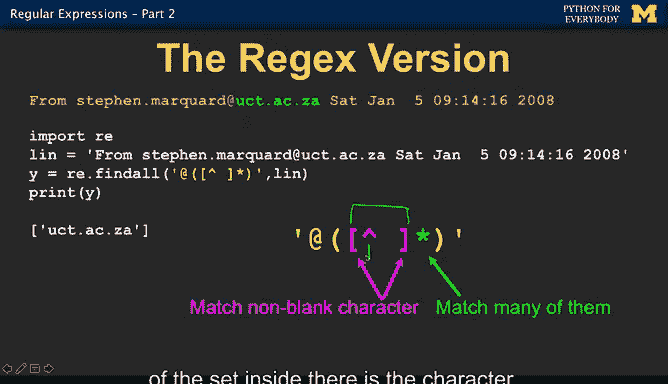 Regular Expressions - Part 2
PYTHON FOR
EVERYBODY
M
The Regex Version
From stephen.marquard@uct.ac.za Sat Jan  5 09:14:16 2008
import re
lin = 'From stephen.marquard@uct.ac.za Sat Jan  5 09:14:16 2008'
y = re.findall('@([^ ]*)',lin)
print(y)
['uct.ac.za']
'@([^ ]*)'
Match non-blank character
Match many of them
of the set inside there is the character